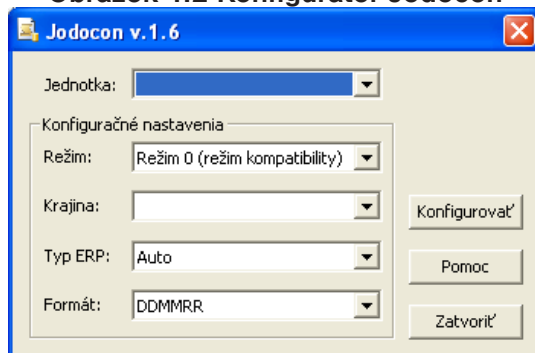 Jodocon v.1.6
Jednotka:
Konfiguračné nastavenia
Režim: Režim 0 (režim kompatibility)
Krajina:
Konfigurovať
Typ ERP: Auto
Pomoc
Formát: DDMMRR
Zatvoriť